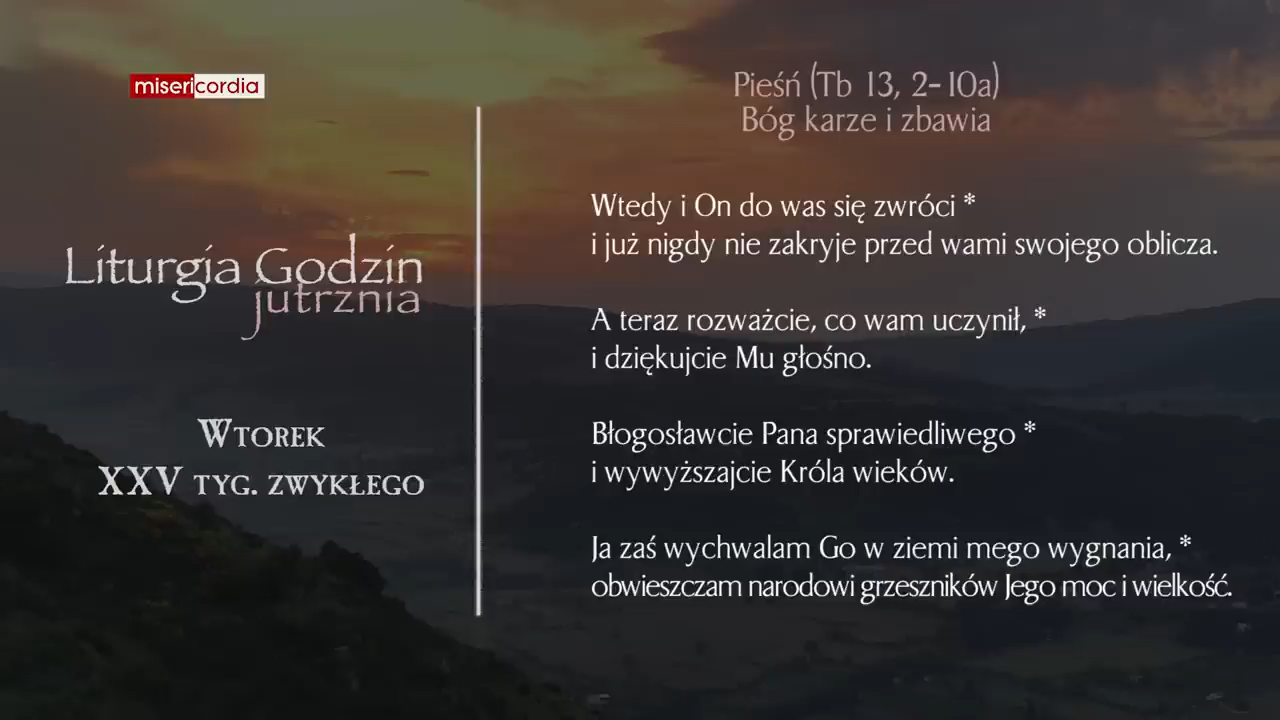 misericordia
Liturgia Godzin
jutrznia
Wtorek
XXV tyg. zwykłego
Pieśń (Tb 13, 2-10a)
Bóg karze i zbawia
Wtedy i On do was się zwróci *
i już nigdy nie zakryje przed wami swojego oblicza.
A teraz rozważcie, co wam uczynił, *
i dziękujcie Mu głośno.
Błogosławcie Pana sprawiedliwego *
i wywyższajcie Króla wieków.
Ja zaś wychwalam Go w ziemi mego wygnania, *
obwieszczam narodowi grzeszników Jego moc i wielkość.